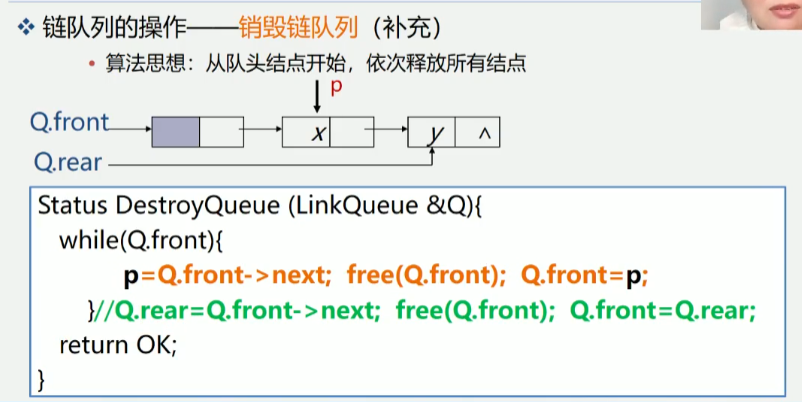 ❖ 链队列的操作——销毁链队列（补充）
• 算法思想：从队头结点开始，依次释放所有结点
p
Q.front
x
y
∧
Q.rear
Status DestroyQueue (LinkQueue &Q){
while(Q.front){
p=Q.front->next; free(Q.front); Q.front=p;
}//Q.rear=Q.front->next; free(Q.front); Q.front=Q.rear;
return OK;
}